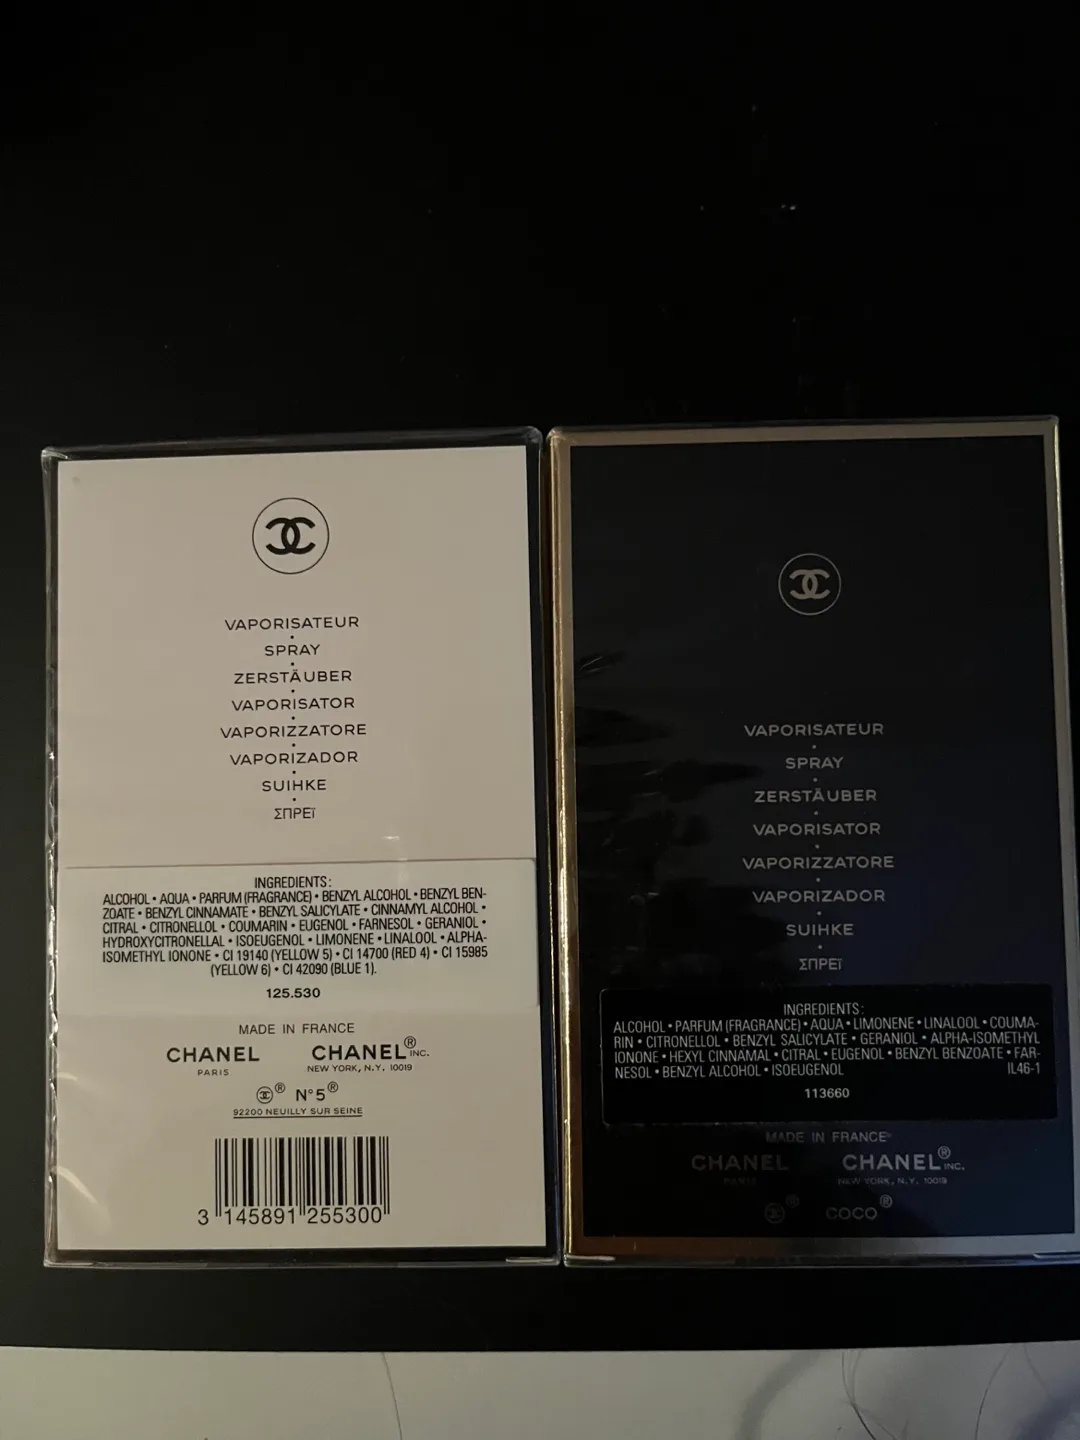 VAPORISATEUR
SPRAY
ZERSTÄUBER
VAPORISATOR
VAPORIZZATORE
VAPORIZADOR
SUIHKE
ΣΠΡΕΪ
INGREDIENTS:
ALCOHOL • AQUA • PARFUM (FRAGRANCE) • BENZYL ALCOHOL • BENZYL BEN-
ZOATE • BENZYL CINNAMATE • BENZYL SALICYLATE • CINNAMYL ALCOHOL •
CITRAL • CITRONELLOL • COUMARIN • EUGENOL • FARNESOL • GERANIOL •
HYDROXYCITRONELLAL • ISOEUGENOL • LIMONENE • LINALOOL • ALPHA-
ISOMETHYL IONONE • CI 19140 (YELLOW 5) • CI 14700 (RED 4) • CI 15985
(YELLOW 6) • CI 42090 (BLUE 1).
125.530
MADE IN FRANCE
CHANEL CHANEL® INC.
PARIS NEW YORK, N.Y. 10019
® N°5®
92200 NEUILLY SUR SEINE
3 145891 255300
VAPORISATEUR
SPRAY
ZERSTÄUBER
VAPORISATOR
VAPORIZZATORE
VAPORIZADOR
SUIHKE
ΣΠΡΕΪ
INGREDIENTS:
ALCOHOL • PARFUM (FRAGRANCE) • AQUA • LIMONENE • LINALOOL • COUMA-
RIN • CITRONELLOL • BENZYL SALICYLATE • GERANIOL • ALPHA-ISOMETHYL
IONONE • HEXYL CINNAMAL • CITRAL • EUGENOL • BENZYL BENZOATE • FAR-
NESOL • BENZYL ALCOHOL • ISOEUGENOL IL46-1
113660
MADE IN FRANCE
CHANEL CHANEL® INC.
PARIS NEW YORK, N.Y. 10019
® COCO®